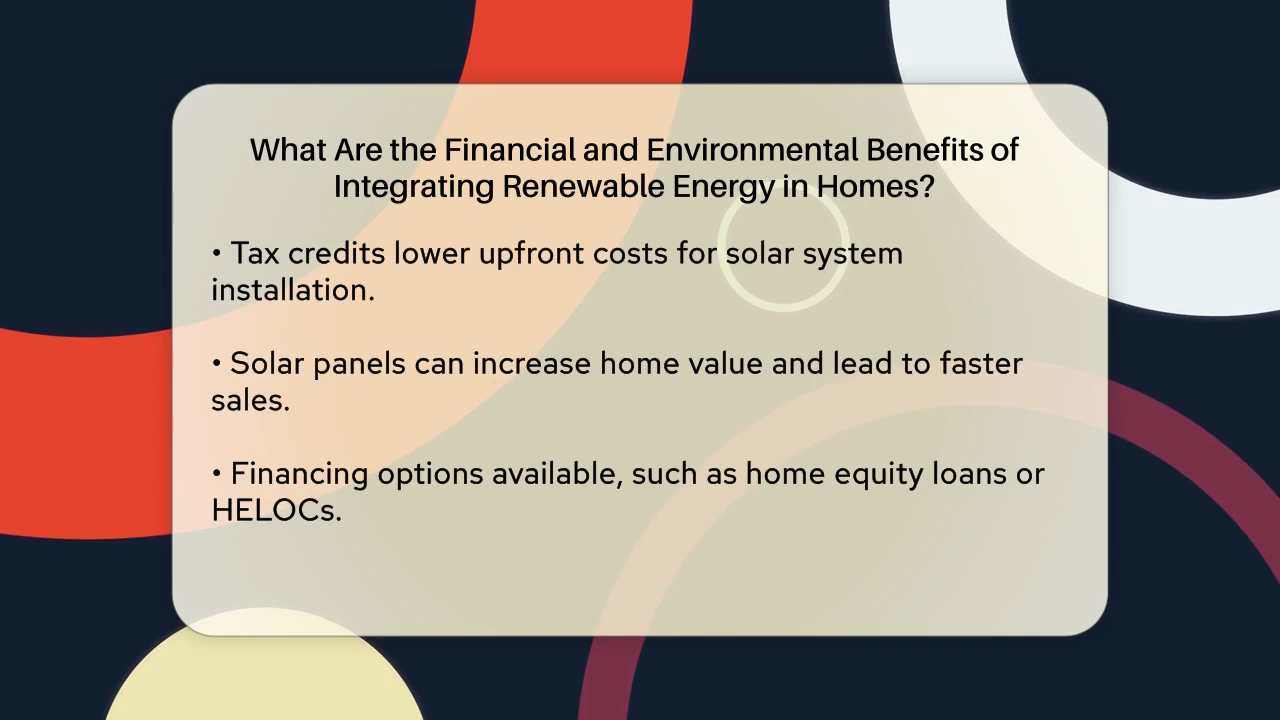 What Are the Financial and Environmental Benefits of
Integrating Renewable Energy in Homes?
• Tax credits lower upfront costs for solar system
installation.
• Solar panels can increase home value and lead to faster
sales.
• Financing options available, such as home equity loans or
HELOCs.